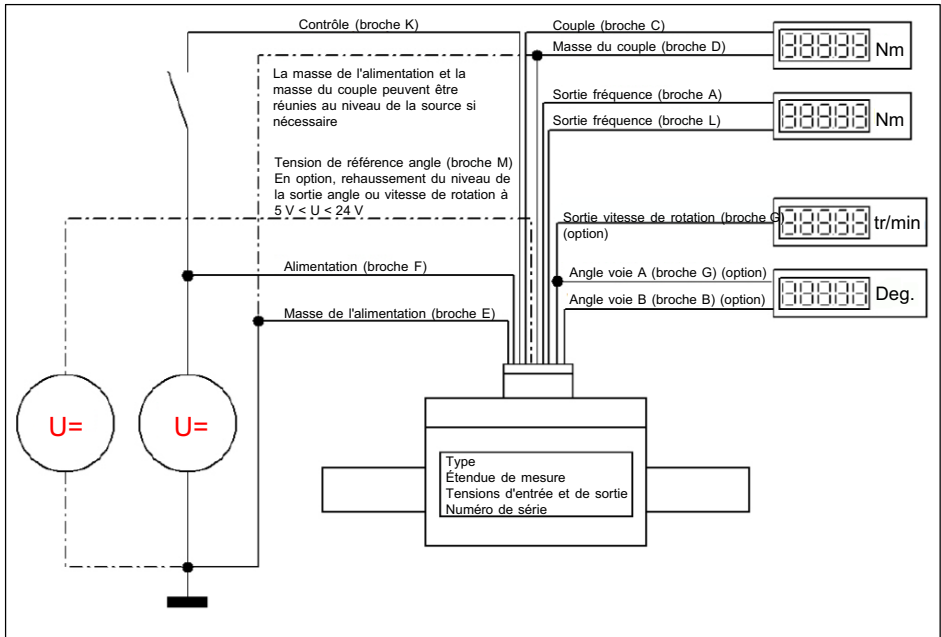 Contrôle (broche K)
Couple (broche C)
Masse du couple (broche D)
Nm
La masse de l'alimentation et la
masse du couple peuvent être
réunies au niveau de la source si
nécessaire
Sortie fréquence (broche A)
Sortie fréquence (broche L)
Nm
Tension de référence angle (broche M)
En option, rehaussement du niveau de
la sortie angle ou vitesse de rotation à
5 V < U < 24 V
Sortie vitesse de rotation (broche G)
(option)
tr/min
Alimentation (broche F)
Angle voie A (broche G) (option)
Angle voie B (broche B) (option)
Deg.
Masse de l'alimentation (broche E)
U=
U=
Type
Étendue de mesure
Tensions d'entrée et de sortie
Numéro de série